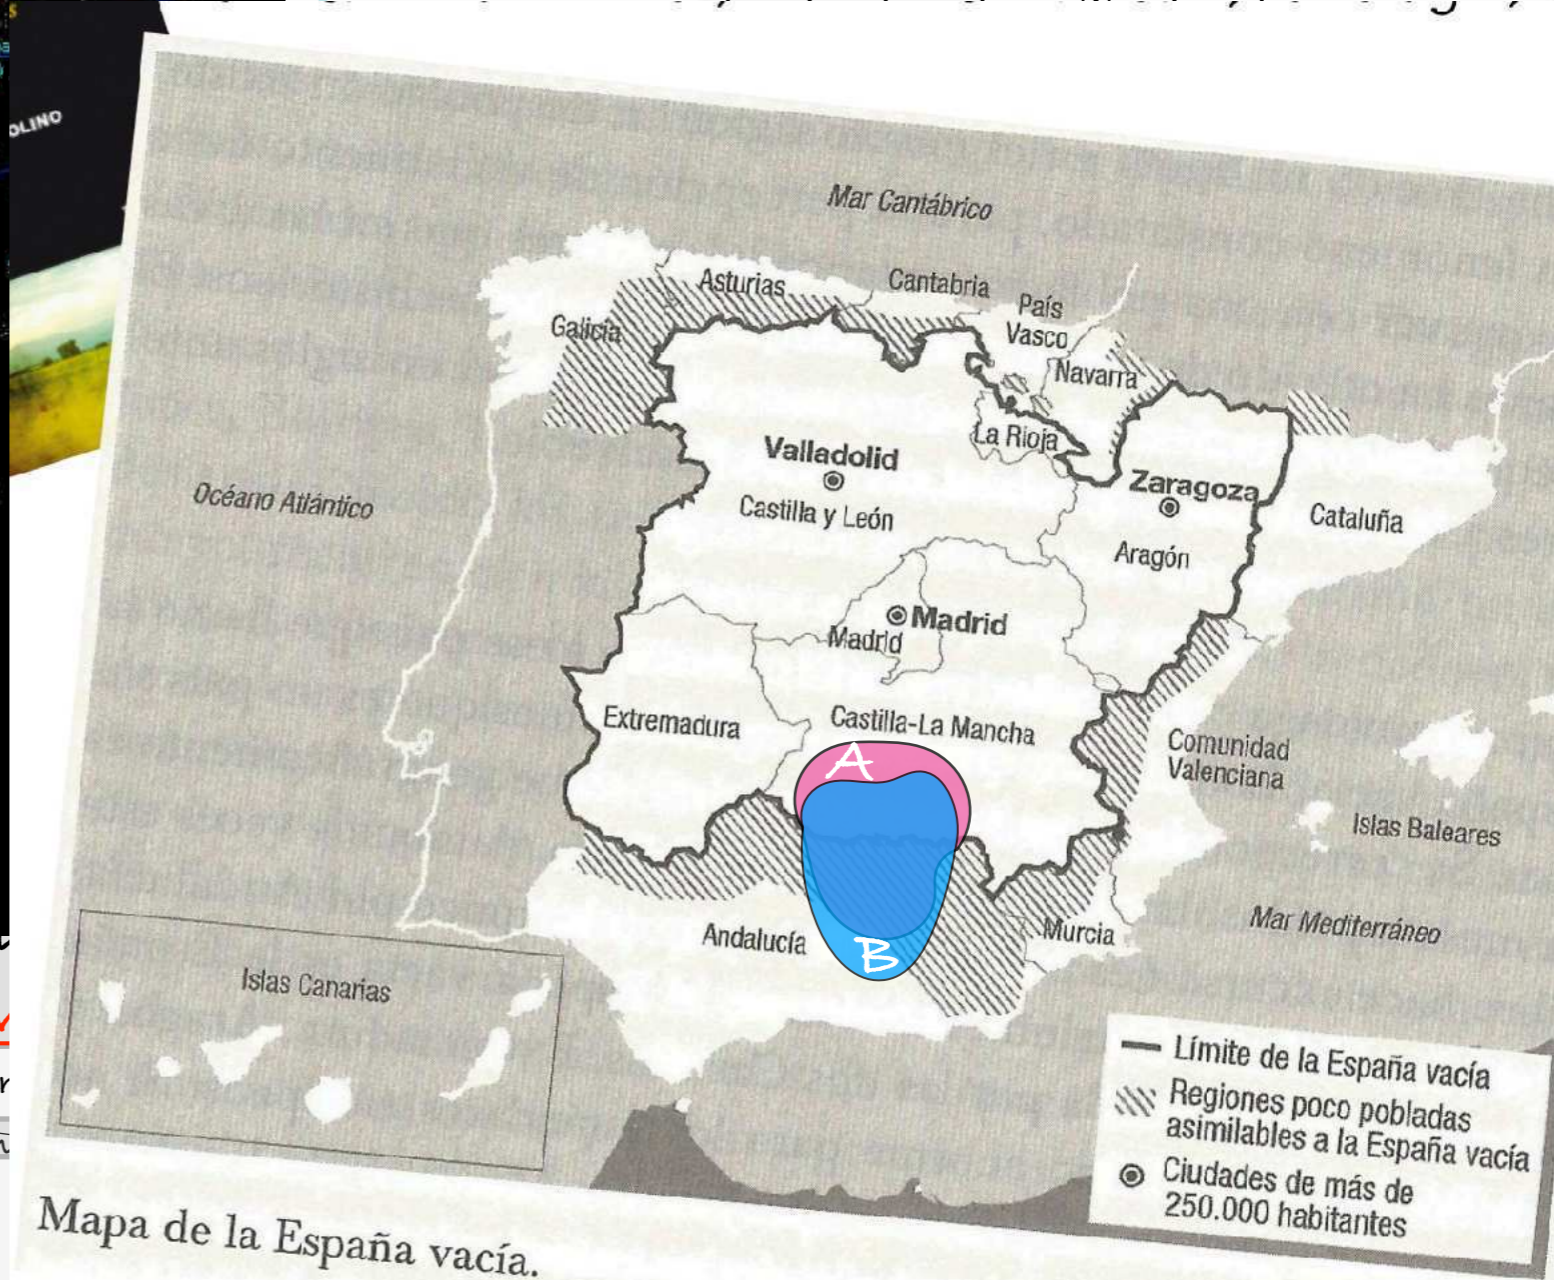 OLINO
Mar Cantábrico
Asturias
Cantabria
País
Vasco
Galicia
Navarra
La Rioja
Valladolid
Zaragoza
Océano Atlántico
Castilla y León
Cataluña
Aragón
Madrid
Madrid
Extremadura
Castilla-La Mancha
A
Comunidad
Valenciana
Islas Baleares
Andalucía
B
Murcia
Mar Mediterráneo
Islas Canarias
Límite de la España vacía
Regiones poco pobladas
asimilables a la España vacía
Ciudades de más de
250.000 habitantes
Mapa de la España vacía.